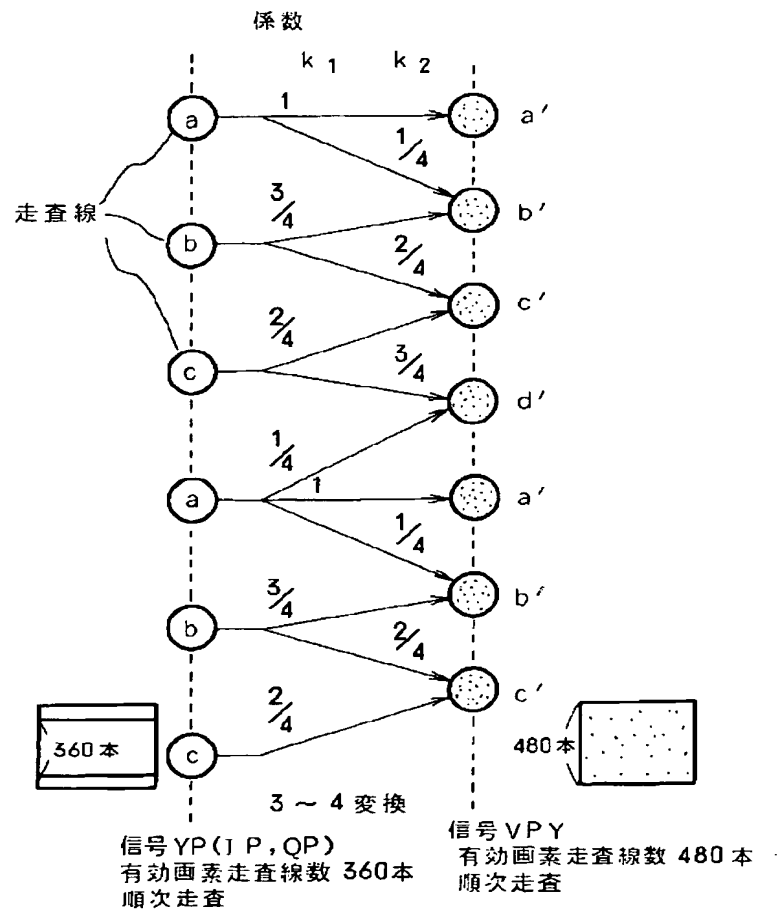 係数
k 1 k 2
a 1 a′
1/4
3/4 b′
走査線
b 2/4
2/4 c′
c 3/4
d′
1/4
a 1 a′
1/4
3/4 b′
b 2/4
2/4 c′
360本 c 480本
3～4変換
信号YP(IP,QP)
有効画素走査線数 360本
順次走査
信号VPY
有効画素走査線数 480本
順次走査